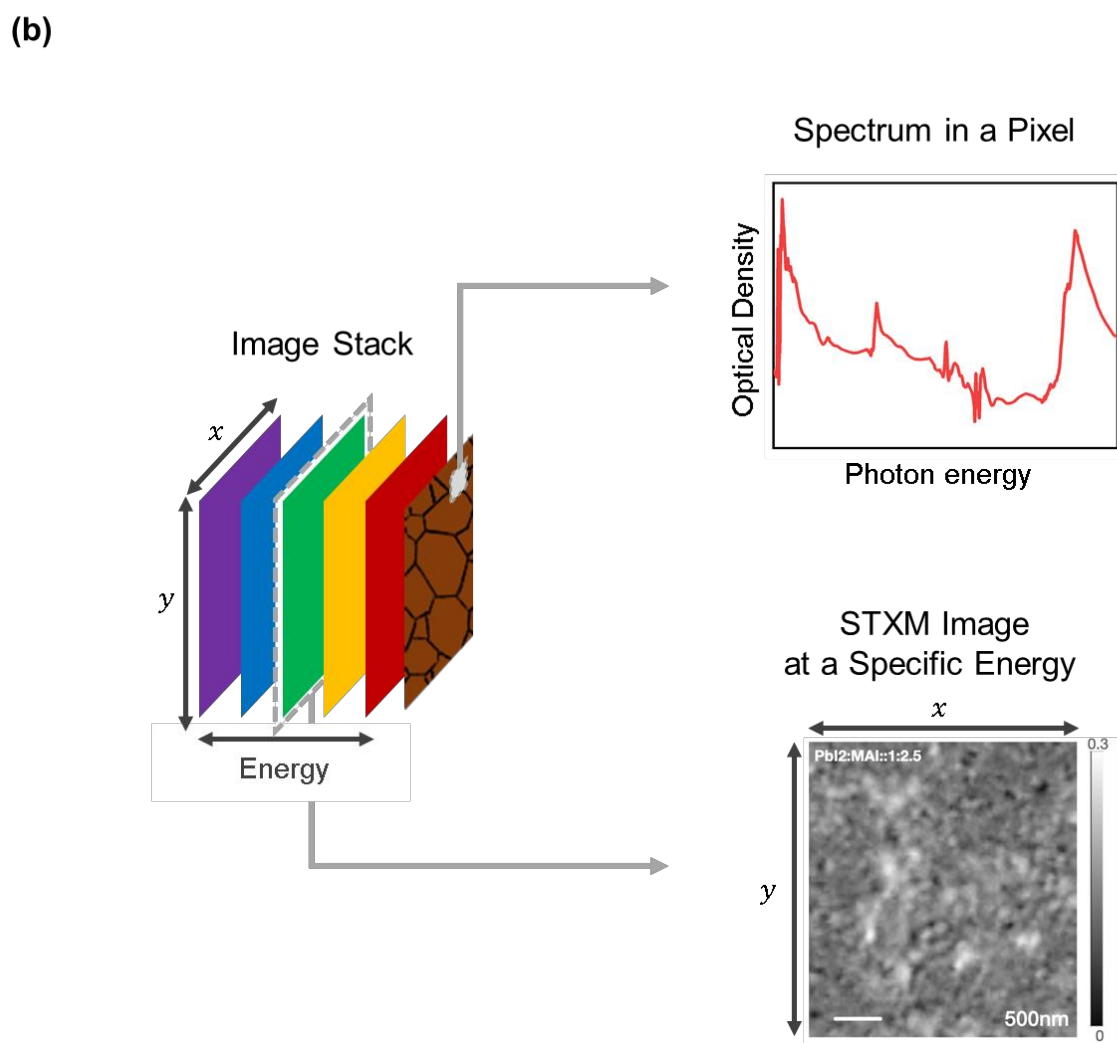 (b)
Spectrum in a Pixel
Optical Density
Photon energy
Image Stack
x
y
Energy
STXM Image
at a Specific Energy
x
y
PbI2:MAI::1:2.5
500nm
0.3
0